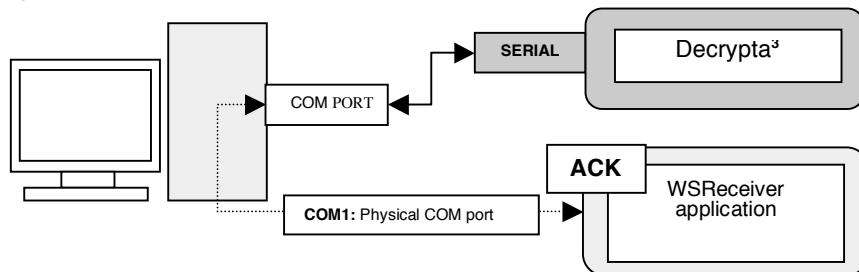 SERIAL
Decrypta³
COM PORT
ACK
WSReceiver
application
COM1: Physical COM port